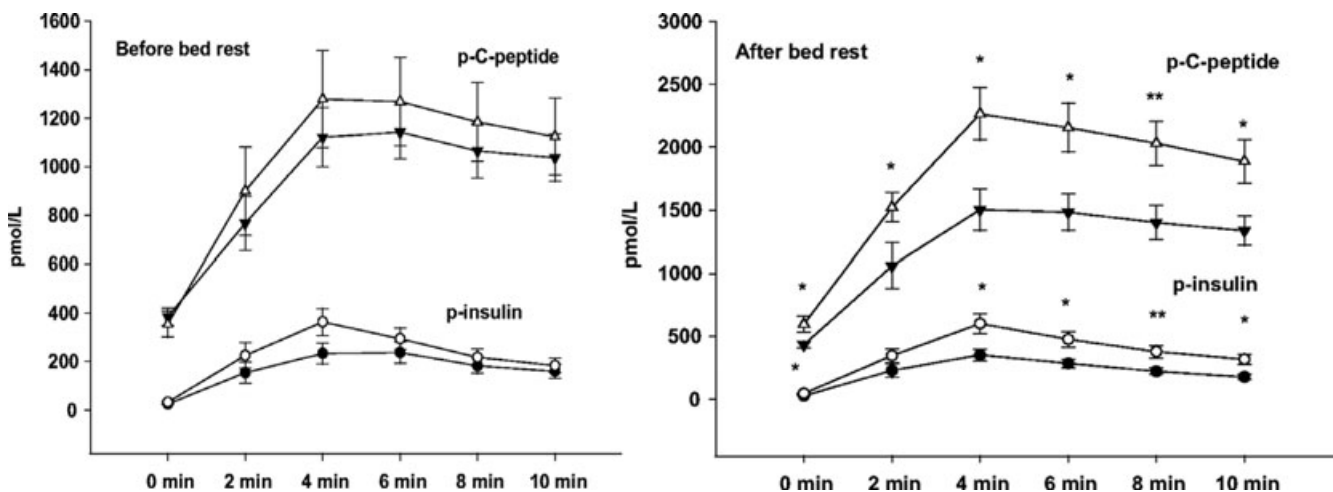 Before bed rest
p-C-peptide
p-insulin
pmol/L
1600
1400
1200
1000
800
600
400
200
0
0 min 2 min 4 min 6 min 8 min 10 min
After bed rest
p-C-peptide
p-insulin
pmol/L
3000
2500
2000
1500
1000
500
0
* * ** *
*
*
* * ** *
*
0 min 2 min 4 min 6 min 8 min 10 min